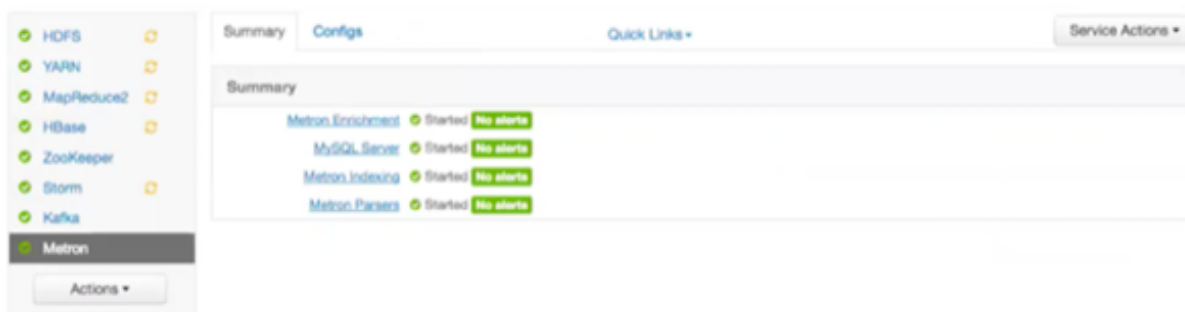 HDFS
YARN
MapReduce2
HBase
ZooKeeper
Storm
Kafka
Metron
Actions
Summary Configs Quick Links Service Actions
Summary
Metron Enrichment Started No alerts
MySQL Server Started No alerts
Metron Indexing Started No alerts
Metron Parsers Started No alerts